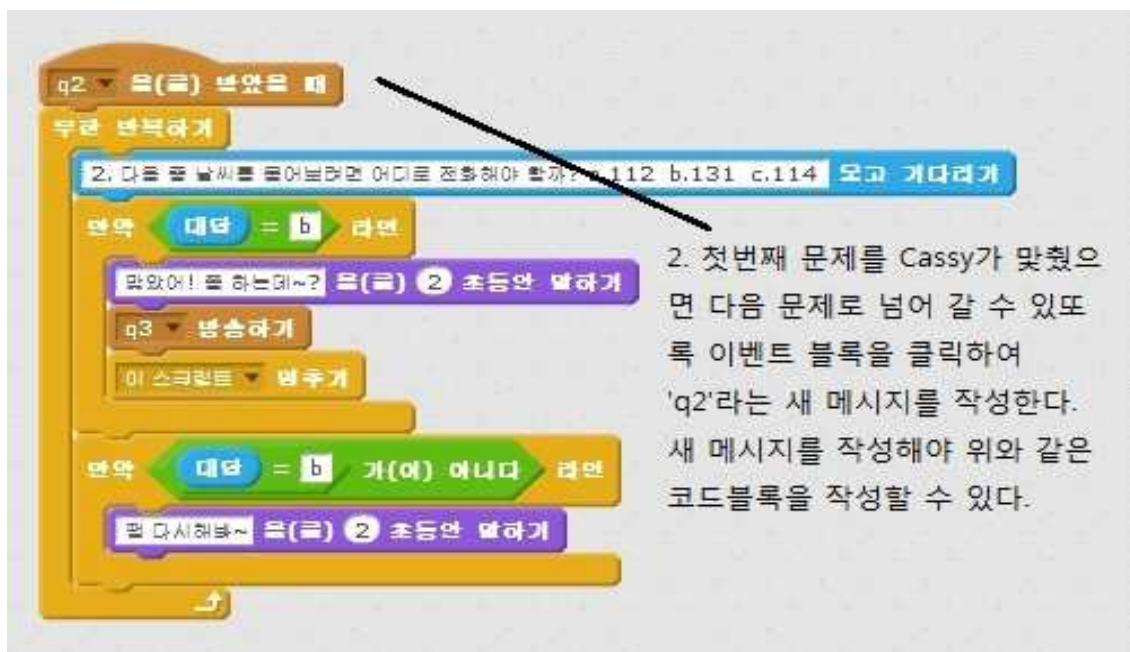 q2 을(를) 받았을 때
무한 반복하기
2. 다음 중 날씨를 물어보려면 어디로 전화해야 할까? a.112 b.131 c.114 묻고 기다리기
만약 대답 = b 라면
맞았어! 좀 하는데~? 을(를) 2 초동안 말하기
q3 방송하기
이 스크립트 멈추기
만약 대답 = b 가(이) 아니다 라면
땡 다시해봐~ 을(를) 2 초동안 말하기
2. 첫번째 문제를 Cassy가 맞췄으
면 다음 문제로 넘어 갈 수 있또
록 이벤트 블록을 클릭하여
'q2'라는 새 메시지를 작성한다.
새 메시지를 작성해야 위와 같은
코드블록을 작성할 수 있다.